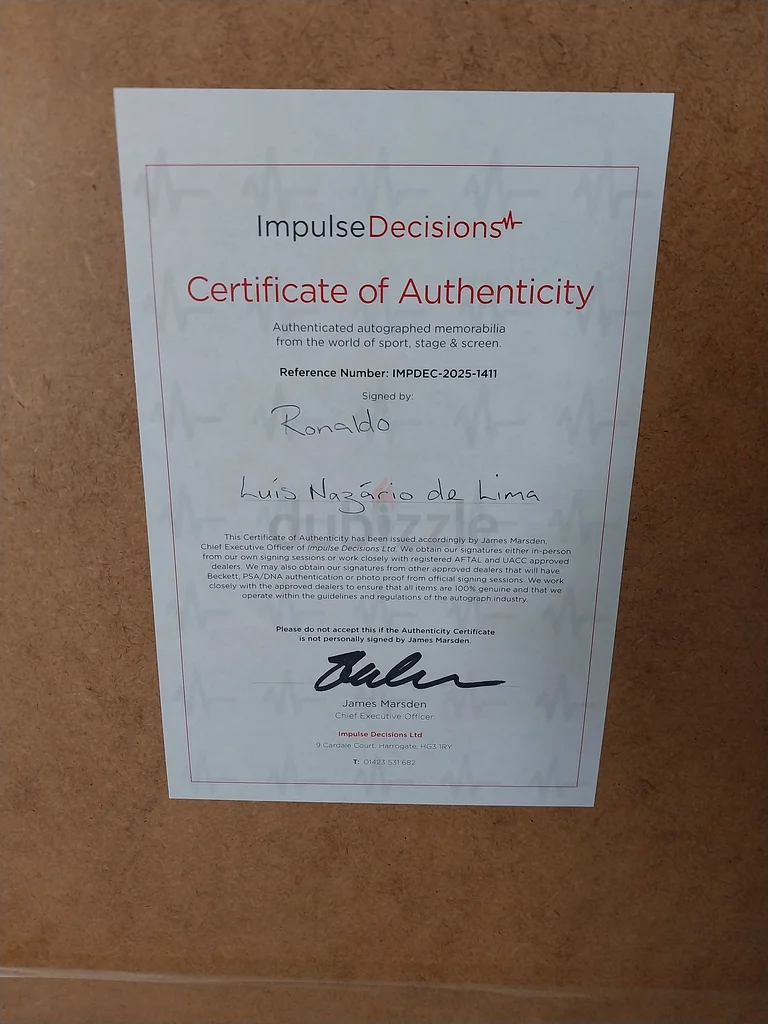 ImpulseDecisions
Certificate of Authenticity
Authenticated autographed memorabilia
from the world of sport, stage & screen.
Reference Number: IMPDEC-2025-1411
Signed by:
Ronaldo
Luís Nazário de Lima
dubizzle
This Certificate of Authenticity has been issued accordingly by James Marsden,
Chief Executive Officer of Impulse Decisions Ltd. We obtain our signatures either in-person
from our own signing sessions or work closely with registered AFTAL and UACC approved
dealers. We may also obtain our signatures from other approved dealers that will have
Beckett, PSA/DNA authentication or photo proof from official signing sessions. We work
closely with the approved dealers to ensure that all items are 100% genuine and that we
operate within the guidelines and regulations of the autograph industry.
Please do not accept this if the Authenticity Certificate
is not personally signed by James Marsden.
James Marsden
Chief Executive Officer
Impulse Decisions Ltd
9 Cardale Court, Harrogate, HG3 1RY
T: 01423 531 682